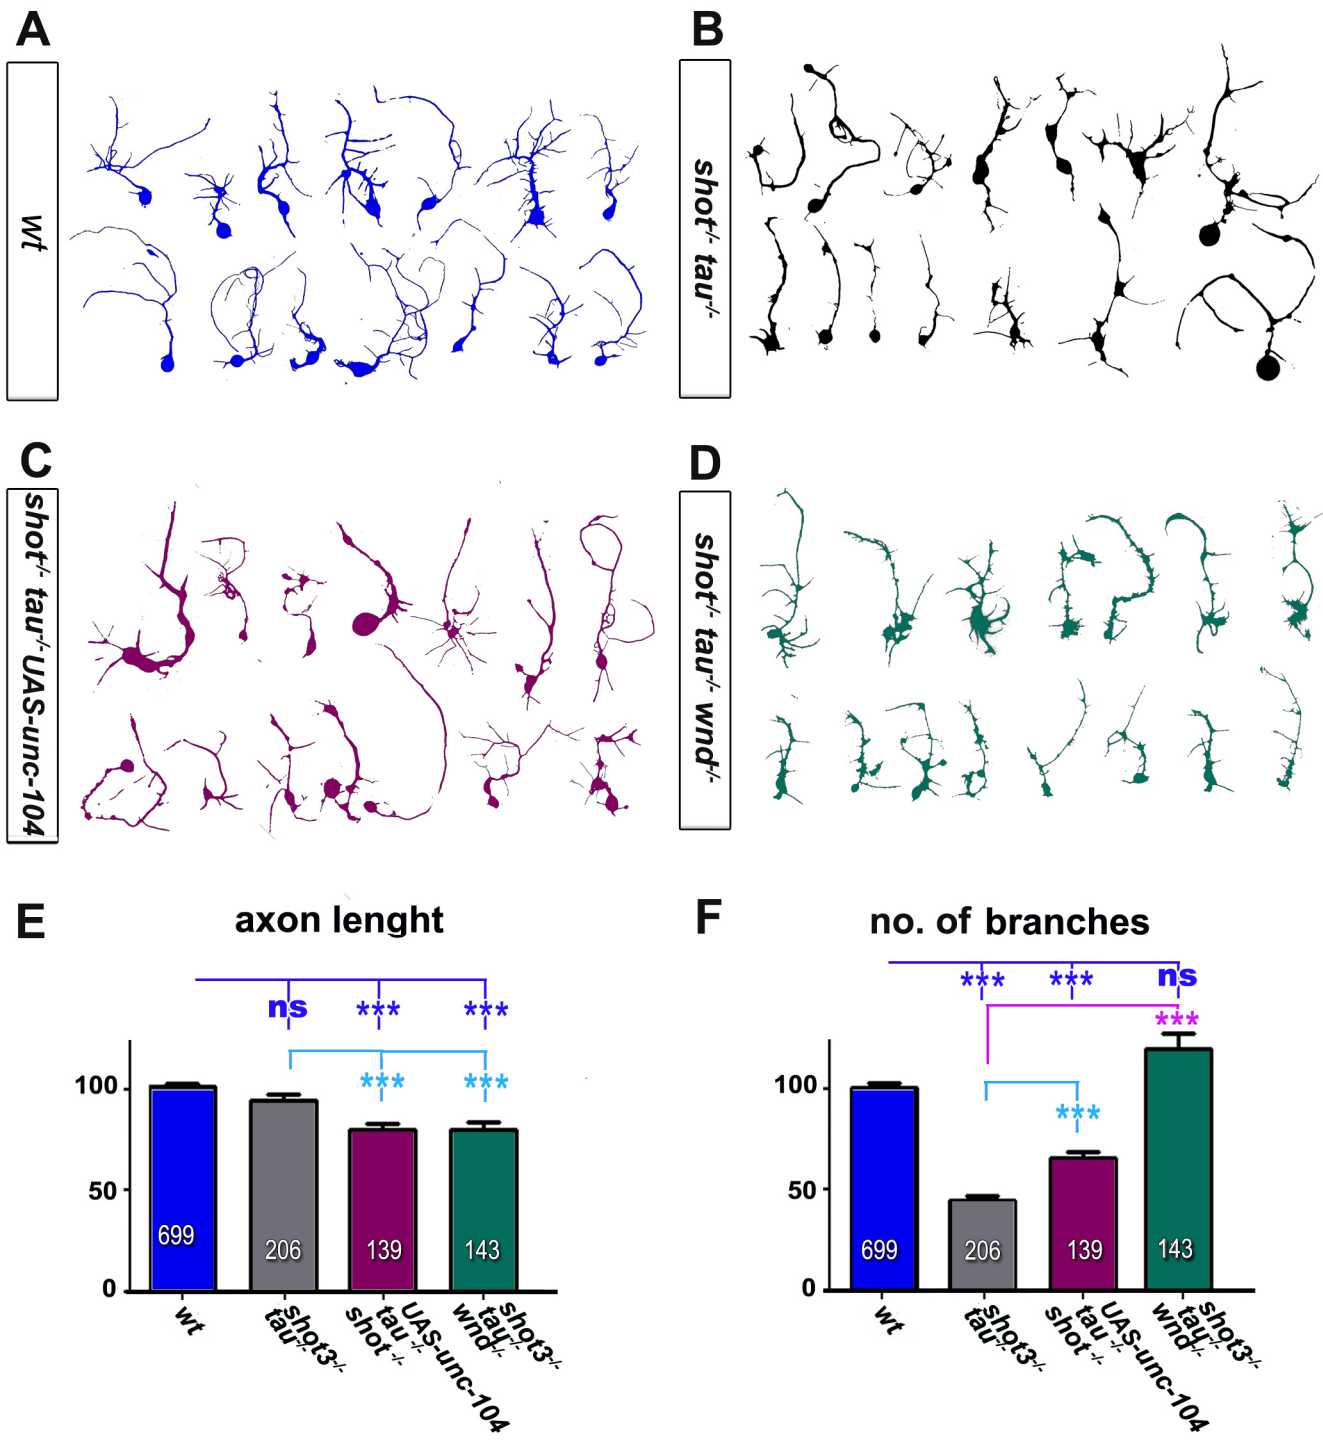 A
B
wt
shot-/- tau-/-
C
D
shot-/- tau-/-UAS-unc-104
shot-/- tau-/- wnd-/-
E
axon lenght
F
no. of branches
ns
***
***
***
***
ns
***
***
***
***
100
50
0
699
206
139
143
100
50
0
699
206
139
143
wt
shot3-/-
tau-/-
UAS-unc-104
tau -/-
shot -/-
shot3-/-
tau-/-
wnd-/-
wt
shot3-/-
tau-/-
UAS-unc-104
tau -/-
shot -/-
shot3-/-
tau-/-
wnd-/-